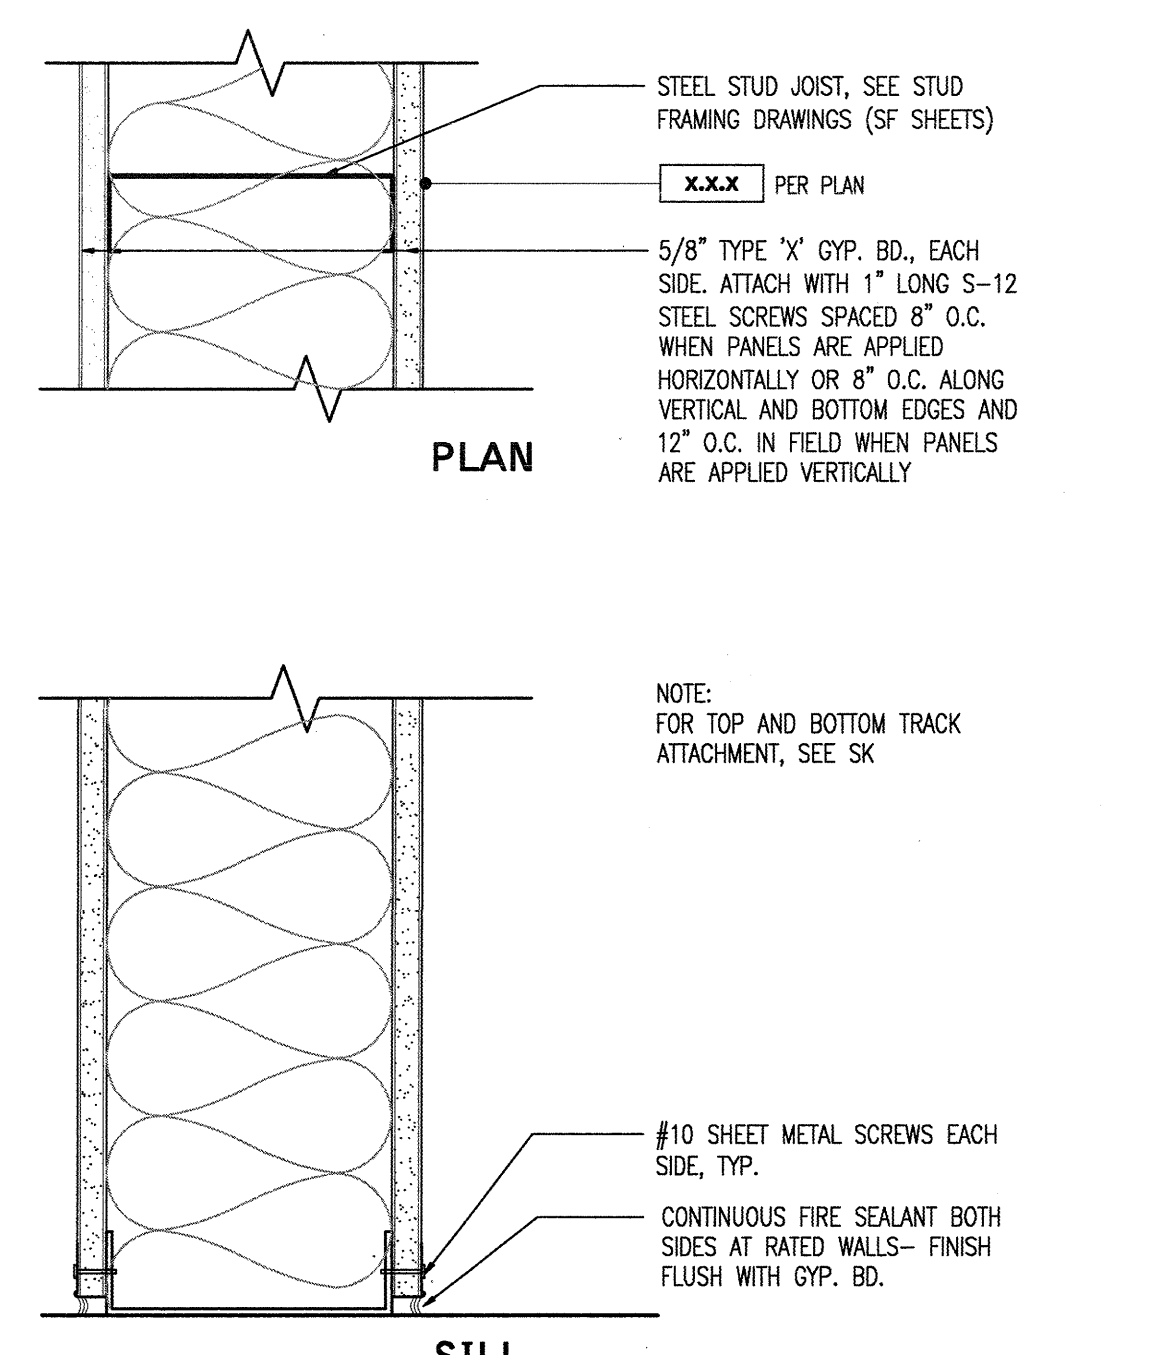 STEEL STUD JOIST, SEE STUD
FRAMING DRAWINGS (SF SHEETS)
X.X.X PER PLAN
5/8" TYPE 'X' GYP. BD., EACH
SIDE. ATTACH WITH 1" LONG S-12
STEEL SCREWS SPACED 8" O.C.
WHEN PANELS ARE APPLIED
HORIZONTALLY OR 8" O.C. ALONG
VERTICAL AND BOTTOM EDGES AND
12" O.C. IN FIELD WHEN PANELS
ARE APPLIED VERTICALLY
PLAN
NOTE:
FOR TOP AND BOTTOM TRACK
ATTACHMENT, SEE SK
#10 SHEET METAL SCREWS EACH
SIDE, TYP.
CONTINUOUS FIRE SEALANT BOTH
SIDES AT RATED WALLS- FINISH
FLUSH WITH GYP. BD.
SILL